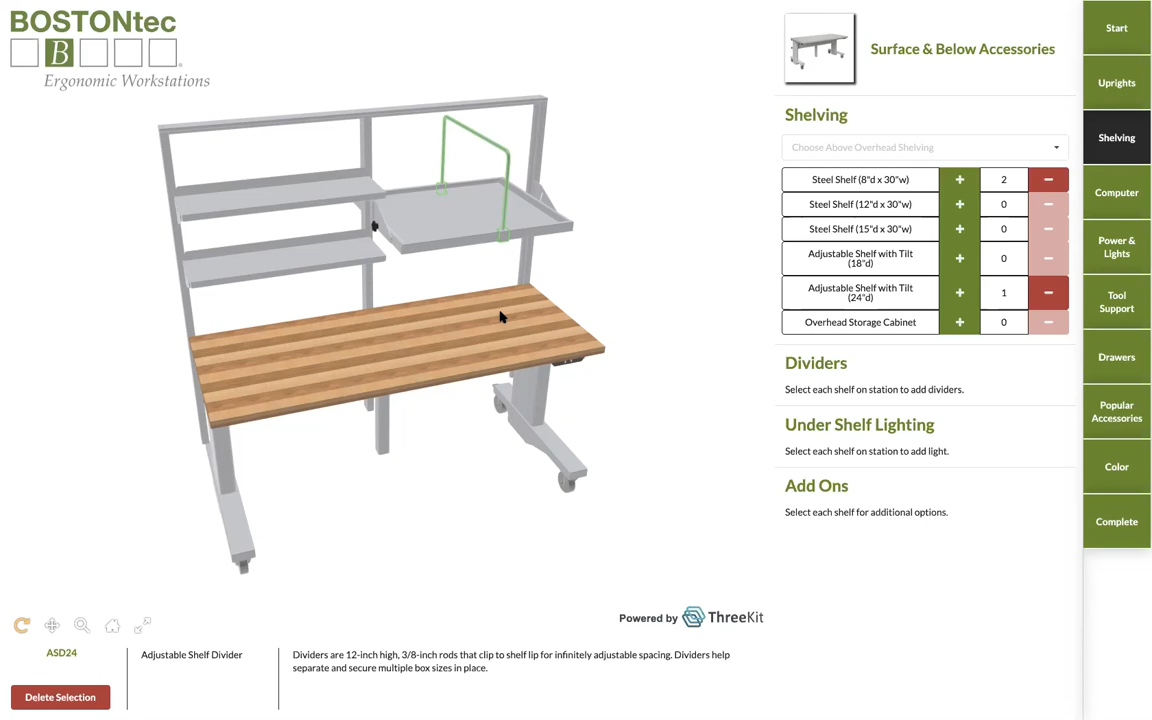 BOSTONtec
B
Ergonomic Workstations
Surface & Below Accessories
Shelving
Choose Above Overhead Shelving
Steel Shelf (8"d x 30"w)
+
2
−
Steel Shelf (12"d x 30"w)
+
0
−
Steel Shelf (15"d x 30"w)
+
0
−
Adjustable Shelf with Tilt
(18"d)
+
0
−
Adjustable Shelf with Tilt
(24"d)
+
1
−
Overhead Storage Cabinet
+
0
−
Dividers
Select each shelf on station to add dividers.
Under Shelf Lighting
Select each shelf on station to add light.
Add Ons
Select each shelf for additional options.
Start
Uprights
Shelving
Computer
Power &
Lights
Tool
Support
Drawers
Popular
Accessories
Color
Complete
Powered by ThreeKit
ASD24
Delete Selection
Adjustable Shelf Divider
Dividers are 12-inch high, 3/8-inch rods that clip to shelf lip for infinitely adjustable spacing. Dividers help
separate and secure multiple box sizes in place.